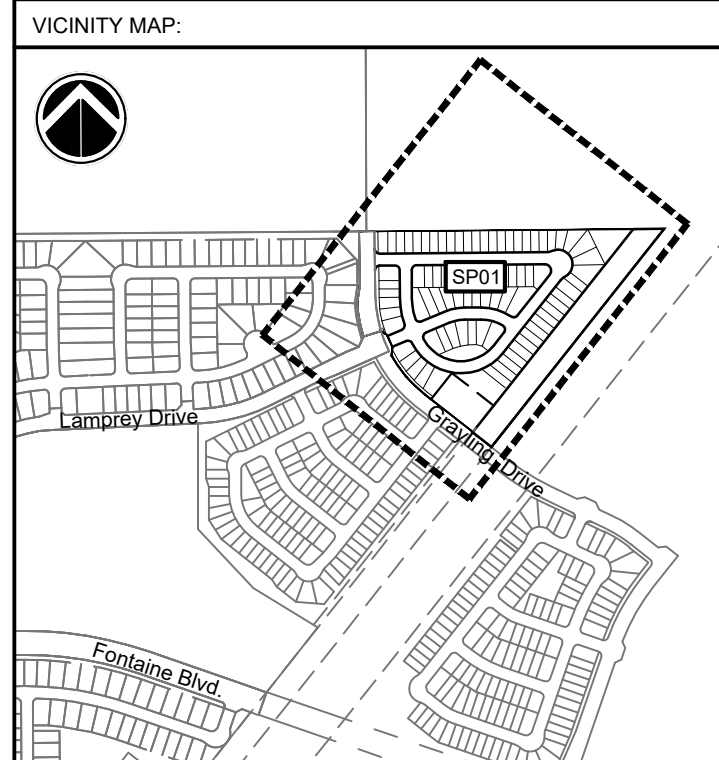 VICINITY MAP:
SP01
Lamprey Drive
Grayling Drive
Fontaine Blvd.